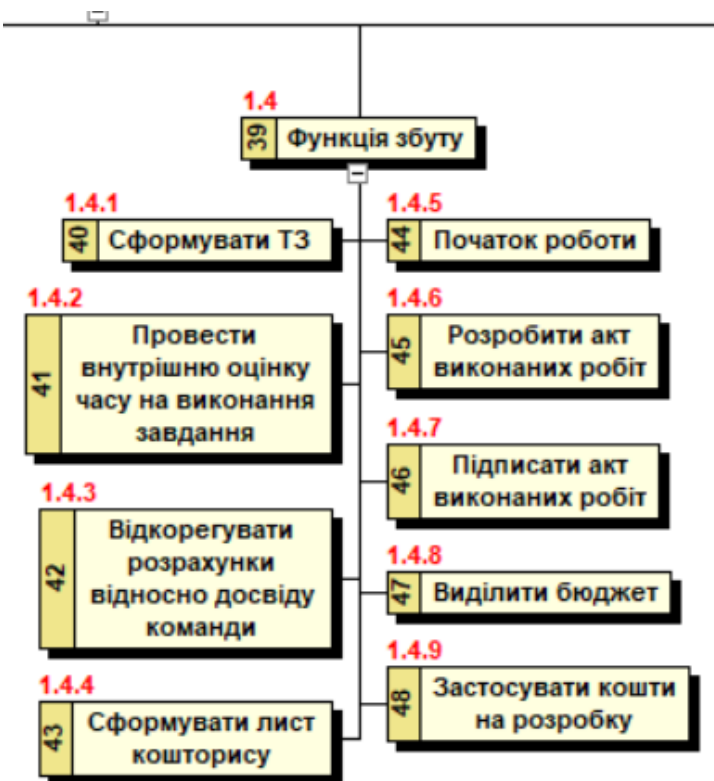 1.4
39
Функція збуту
1.4.1
40
Сформувати ТЗ
1.4.2
41
Провести
внутрішню оцінку
часу на виконання
завдання
1.4.3
42
Відкорегувати
розрахунки
відносно досвіду
команди
1.4.4
43
Сформувати лист
кошторису
1.4.5
44
Початок роботи
1.4.6
45
Розробити акт
виконаних робіт
1.4.7
46
Підписати акт
виконаних робіт
1.4.8
47
Виділити бюджет
1.4.9
48
Застосувати кошти
на розробку